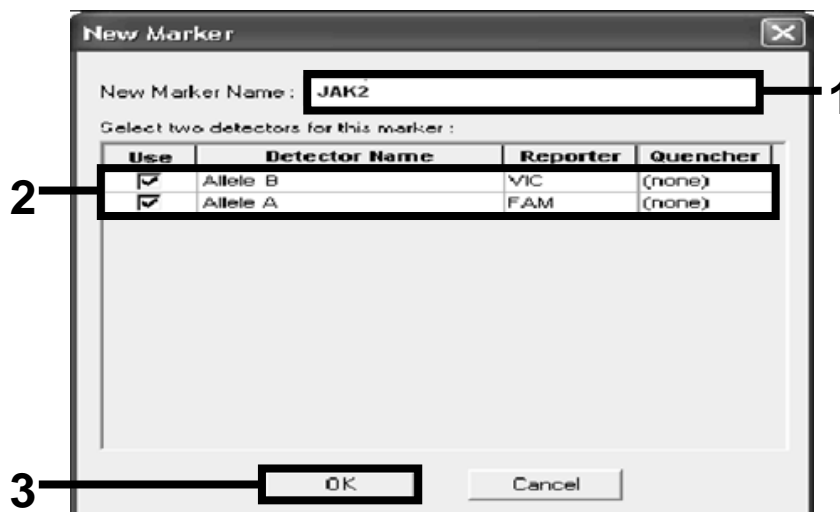 New Marker
New Marker Name : JAK2 1
Select two detectors for this marker :
Use Detector Name Reporter Quencher
2 Allele B VIC (none)
Allele A FAM (none)
3 OK Cancel